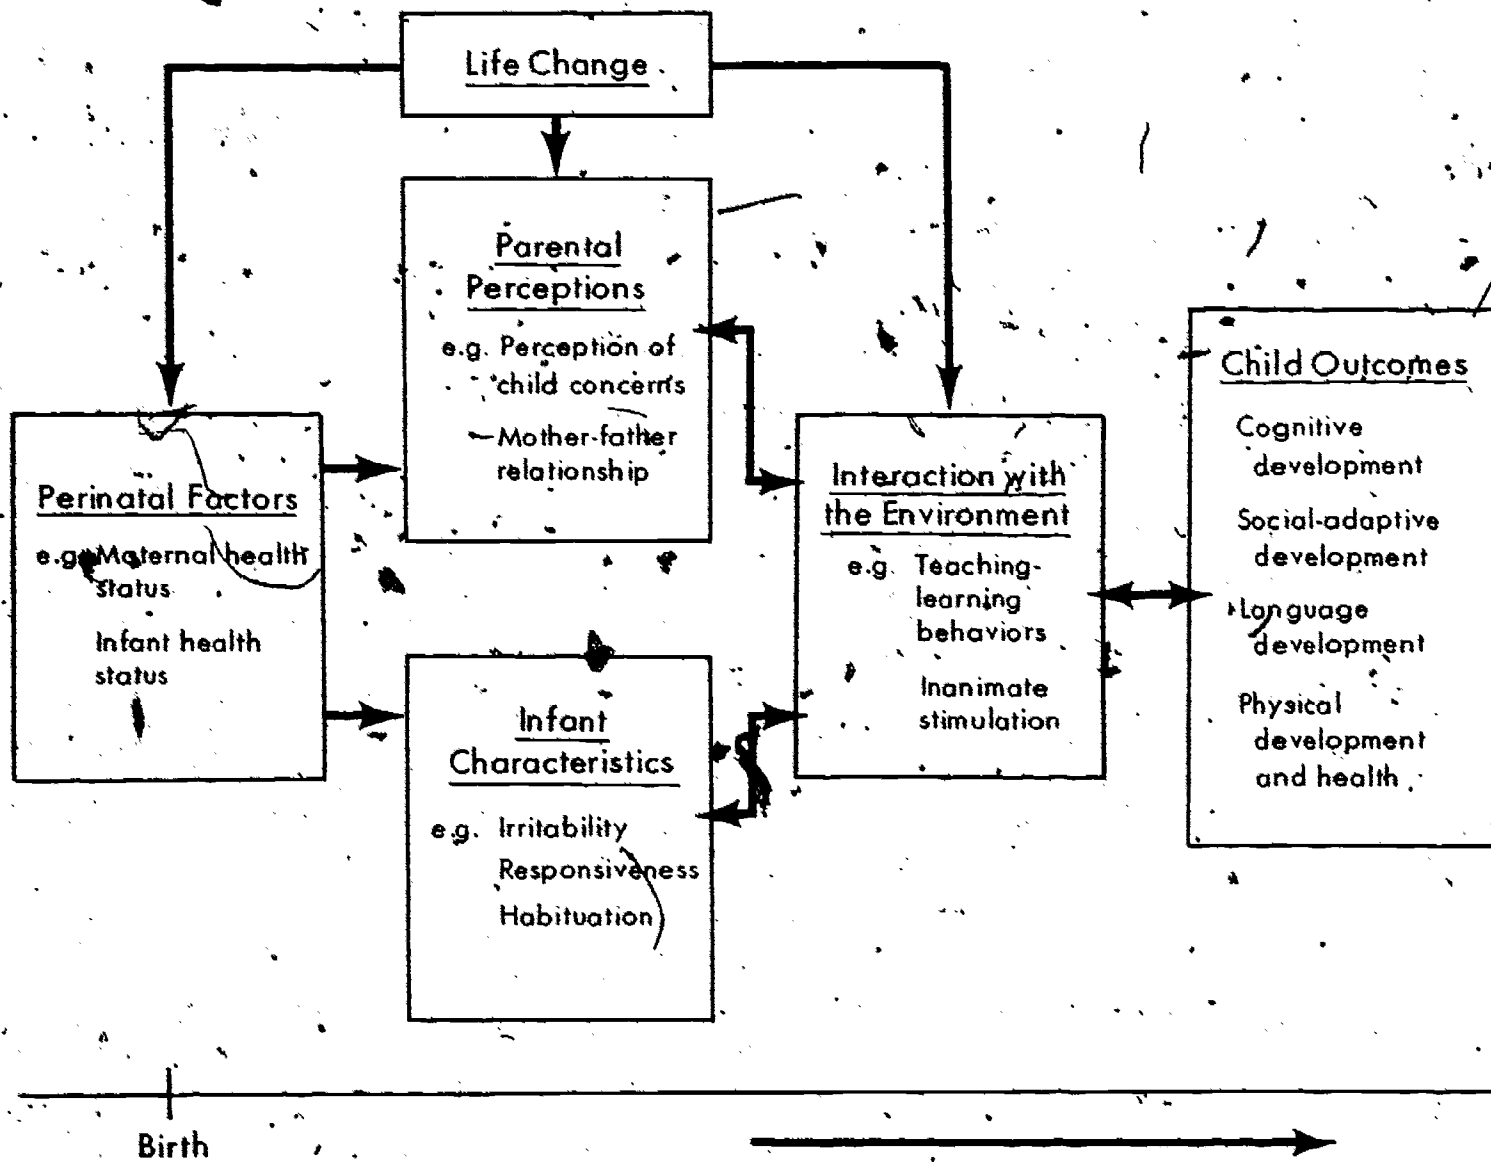 Life Change
Parental
Perceptions
e.g. Perception of
child concerns
Mother-father
relationship
Perinatal Factors
e.g. Maternal health
status
Infant health
status
Infant
Characteristics
e.g. Irritability
Responsiveness
Habituation
Interaction with
the Environment
e.g. Teaching-
learning
behaviors
Inanimate
stimulation
Child Outcomes
Cognitive
development
Social-adaptive
development
Language
development
Physical
development
and health
Birth